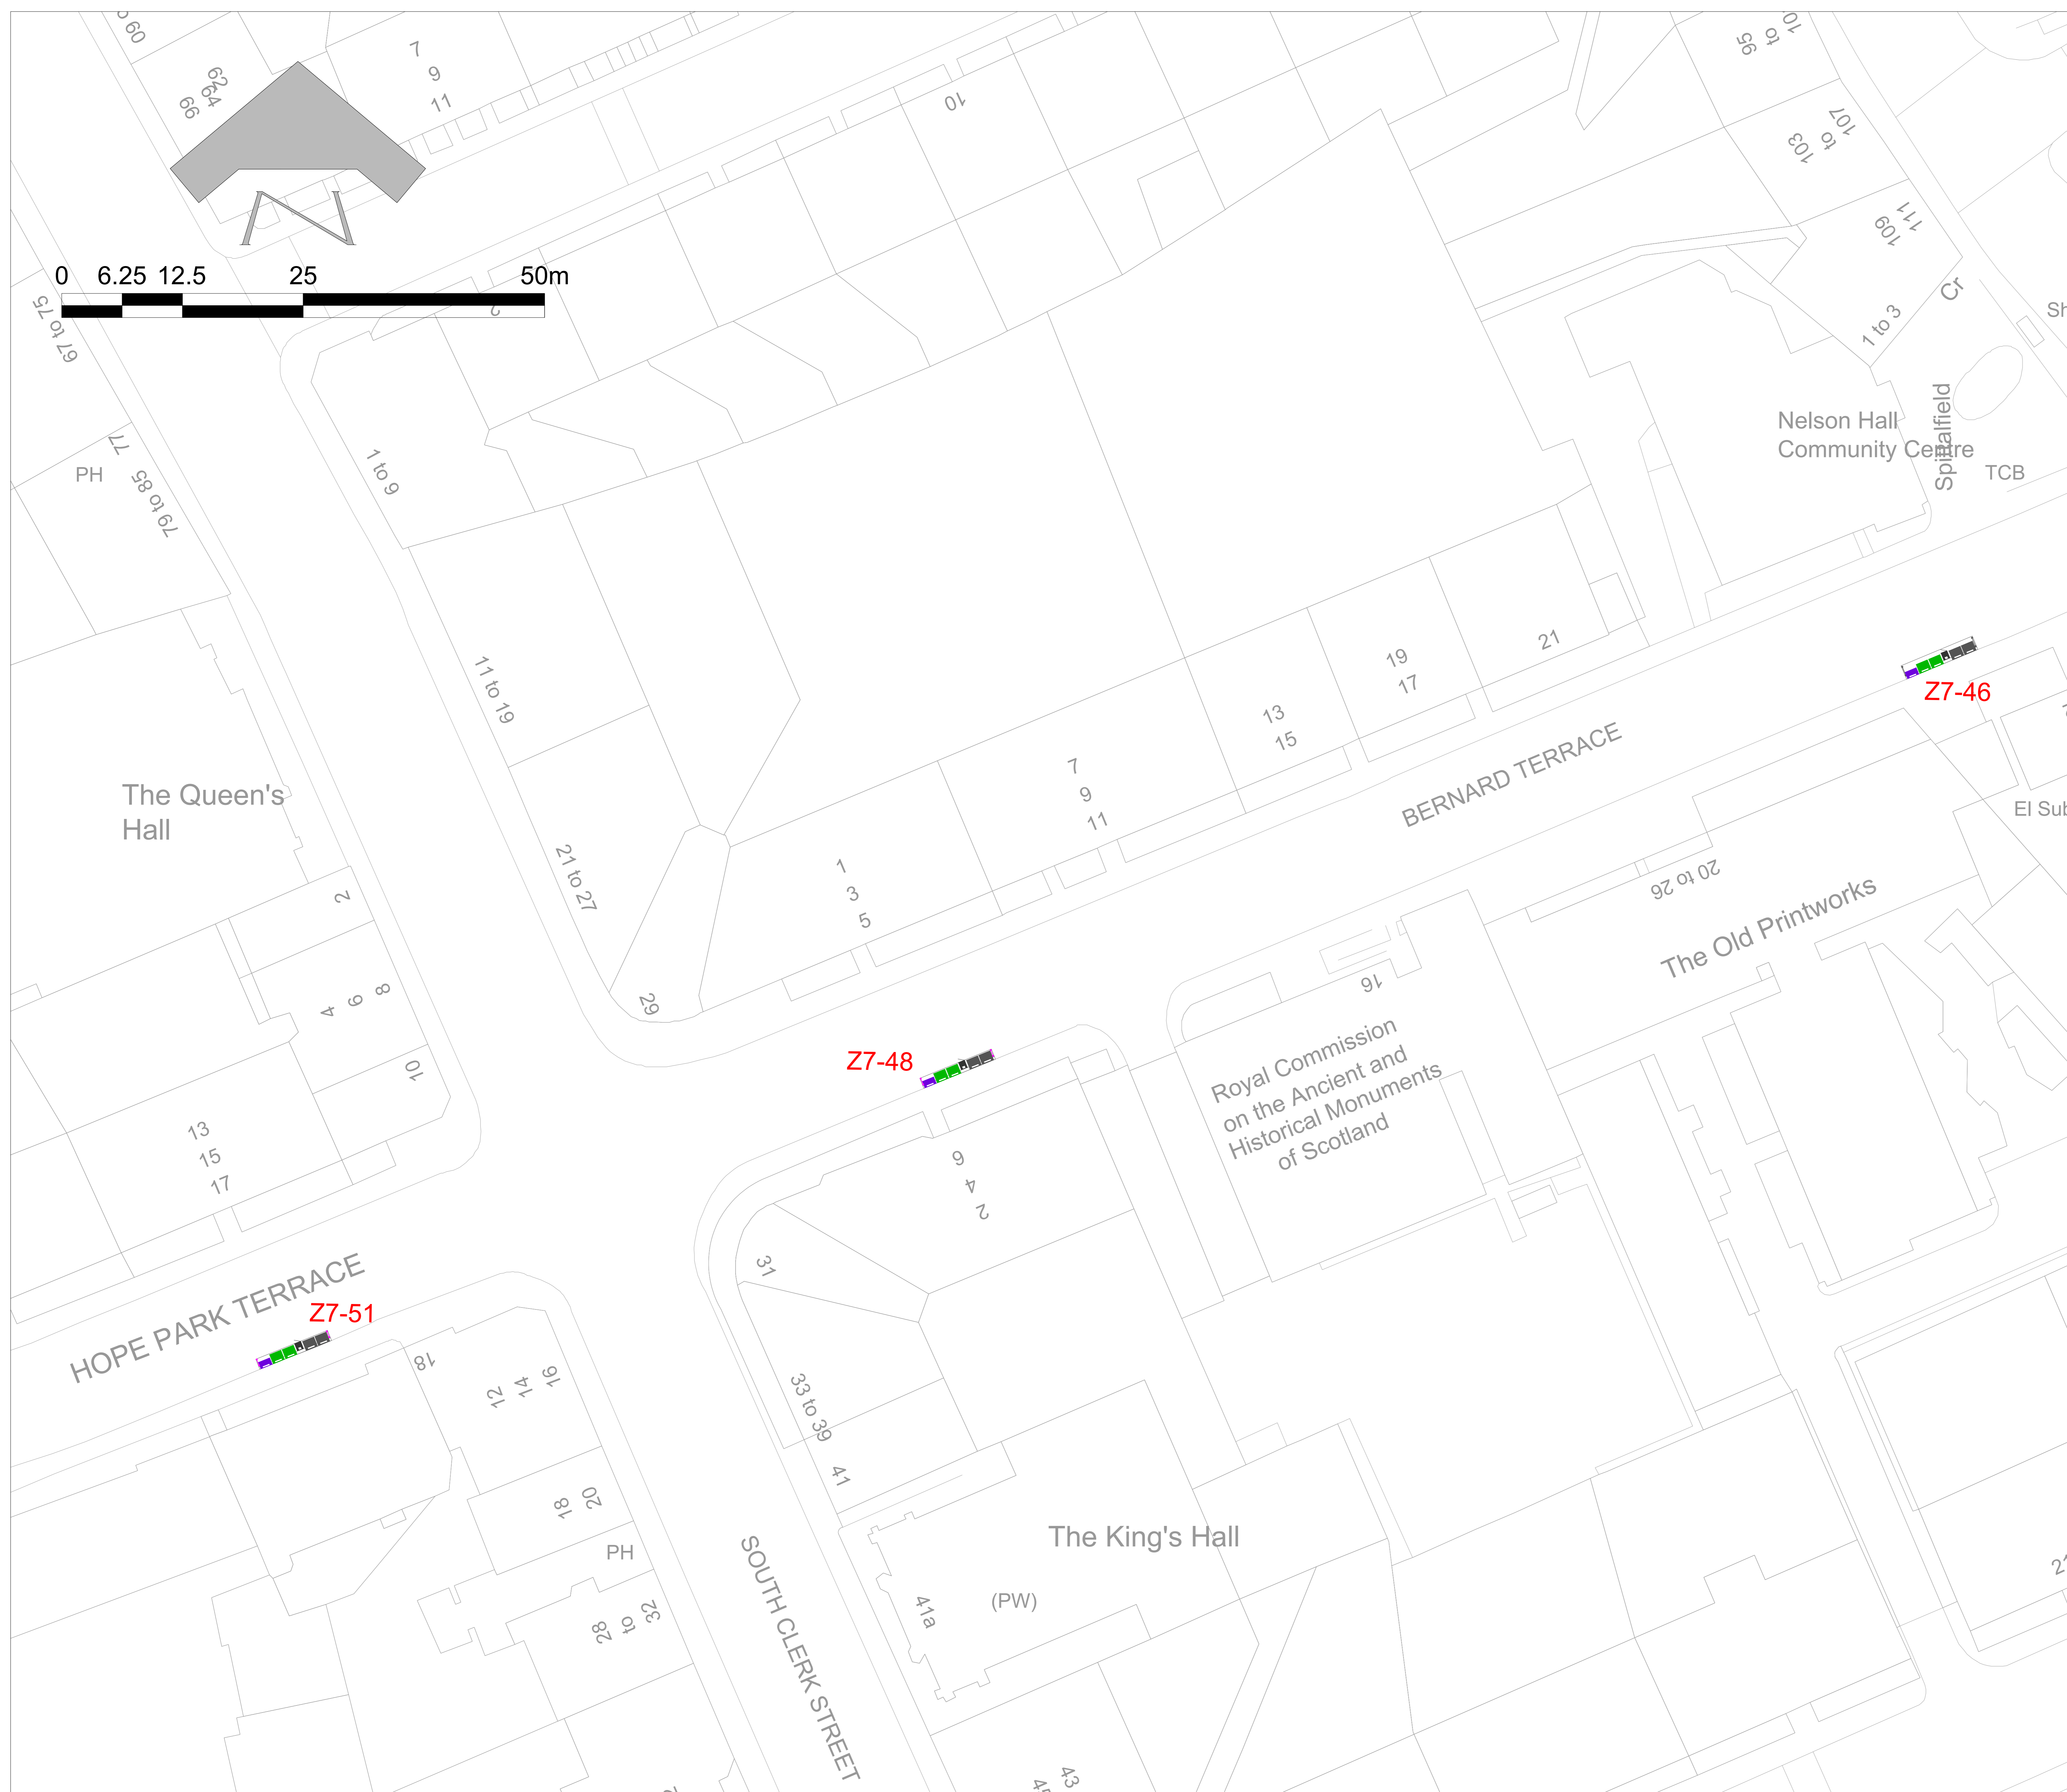 60
62
64
66
7
9
11
10
95
to
107
to
103
111
109
1 to 3
Cr
N
0 6.25 12.5 25 50m
2
67 to 75
77
79 to 85
PH
1 to 9
Nelson Hall
Community Centre
Spittalfield
TCB
11 to 19
21 to 27
29
The Queen's
Hall
2
4
6
8
10
13
15
17
1
3
5
7
9
11
13
15
19
17
21
BERNARD TERRACE
Z7-46
El Sub
20 to 26
The Old Printworks
16
Royal Commission
on the Ancient and
Historical Monuments
of Scotland
Z7-48
6
4
2
31
33 to 39
41
HOPE PARK TERRACE
Z7-51
18
12
14
16
18
20
PH
28
to
32
SOUTH CLERK STREET
The King's Hall
(PW)
41a
43